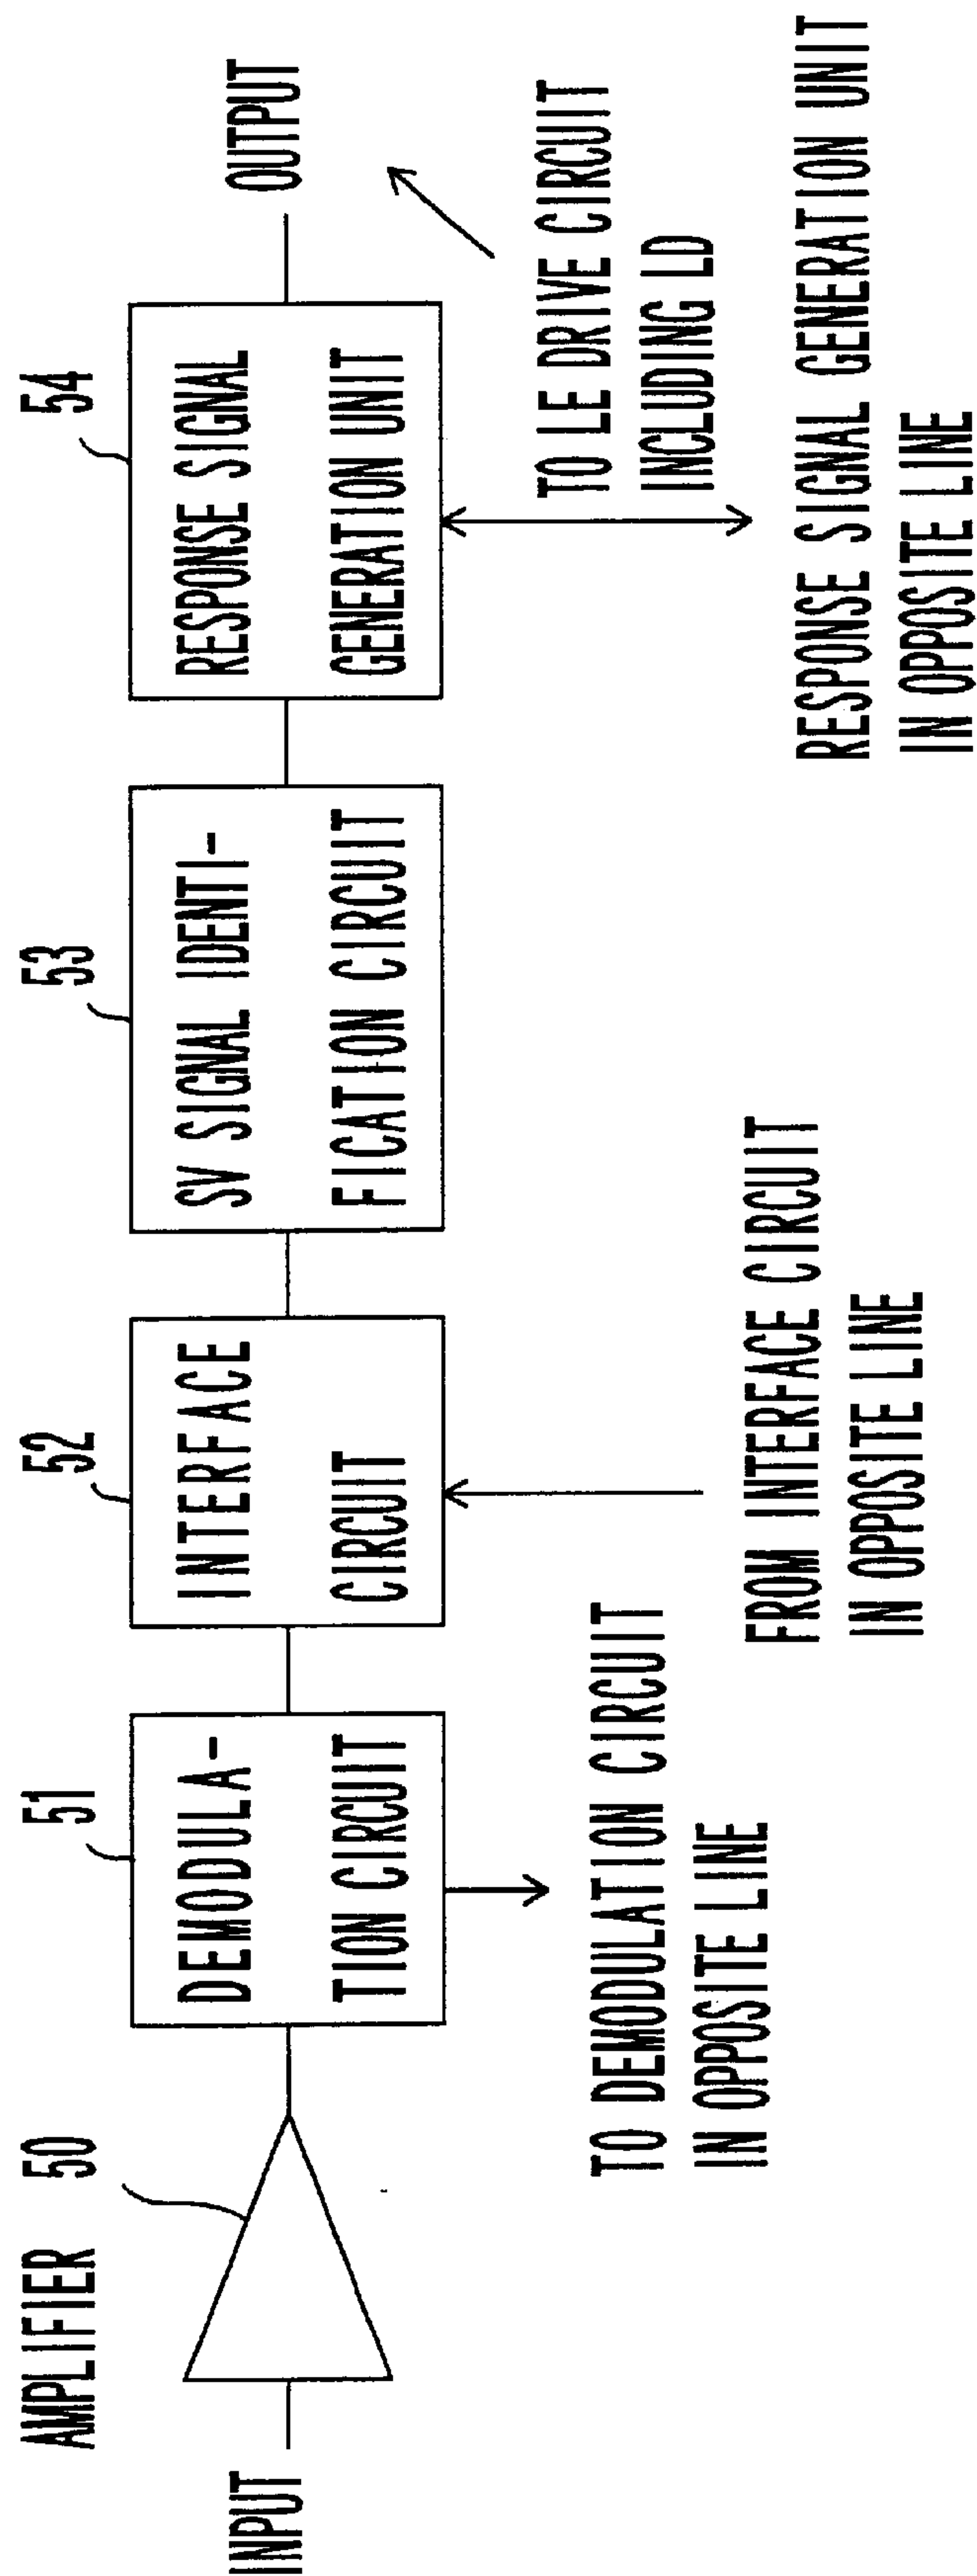 AMPLIFIER 50
51
52
53
54
INPUT
DEMODULA-
TION CIRCUIT
INTERFACE
CIRCUIT
SV SIGNAL IDENTI-
FICATION CIRCUIT
RESPONSE SIGNAL
GENERATION UNIT
OUTPUT
TO DEMODULATION CIRCUIT
IN OPPOSITE LINE
FROM INTERFACE CIRCUIT
IN OPPOSITE LINE
TO LE DRIVE CIRCUIT
INCLUDING LD
RESPONSE SIGNAL GENERATION UNIT
IN OPPOSITE LINE